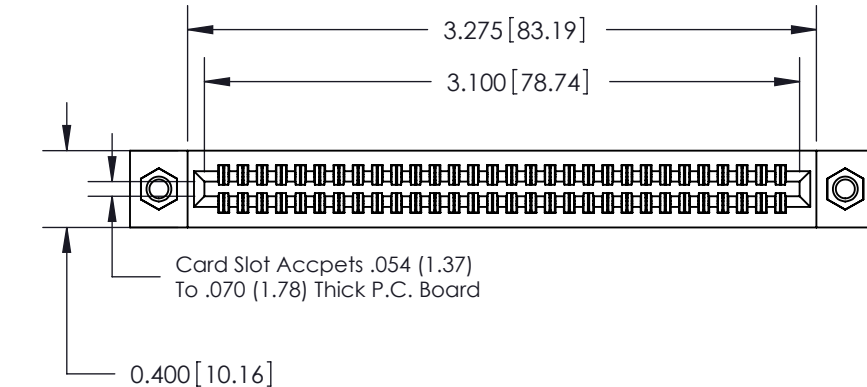 3.275[83.19]
3.100[78.74]
Card Slot Accpets .054 (1.37)
To .070 (1.78) Thick P.C. Board
0.400[10.16]